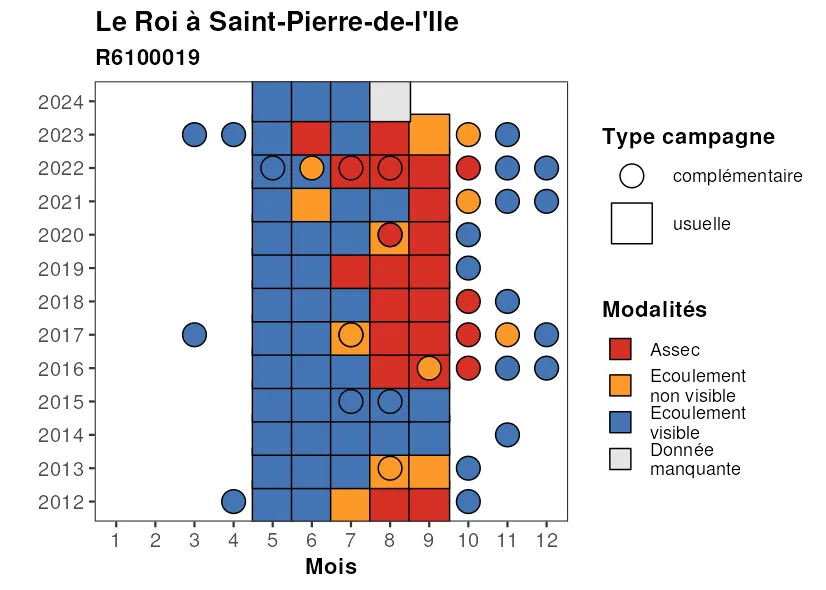 Le Roi à Saint-Pierre-de-l'Ile
R6100019
2024
2023
2022
2021
2020
2019
2018
2017
2016
2015
2014
2013
2012
1 2 3 4 5 6 7 8 9 10 11 12
Mois
Type campagne
complémentaire
usuelle
Modalités
Assec
Ecoulement
non visible
Ecoulement
visible
Donnée
manquante